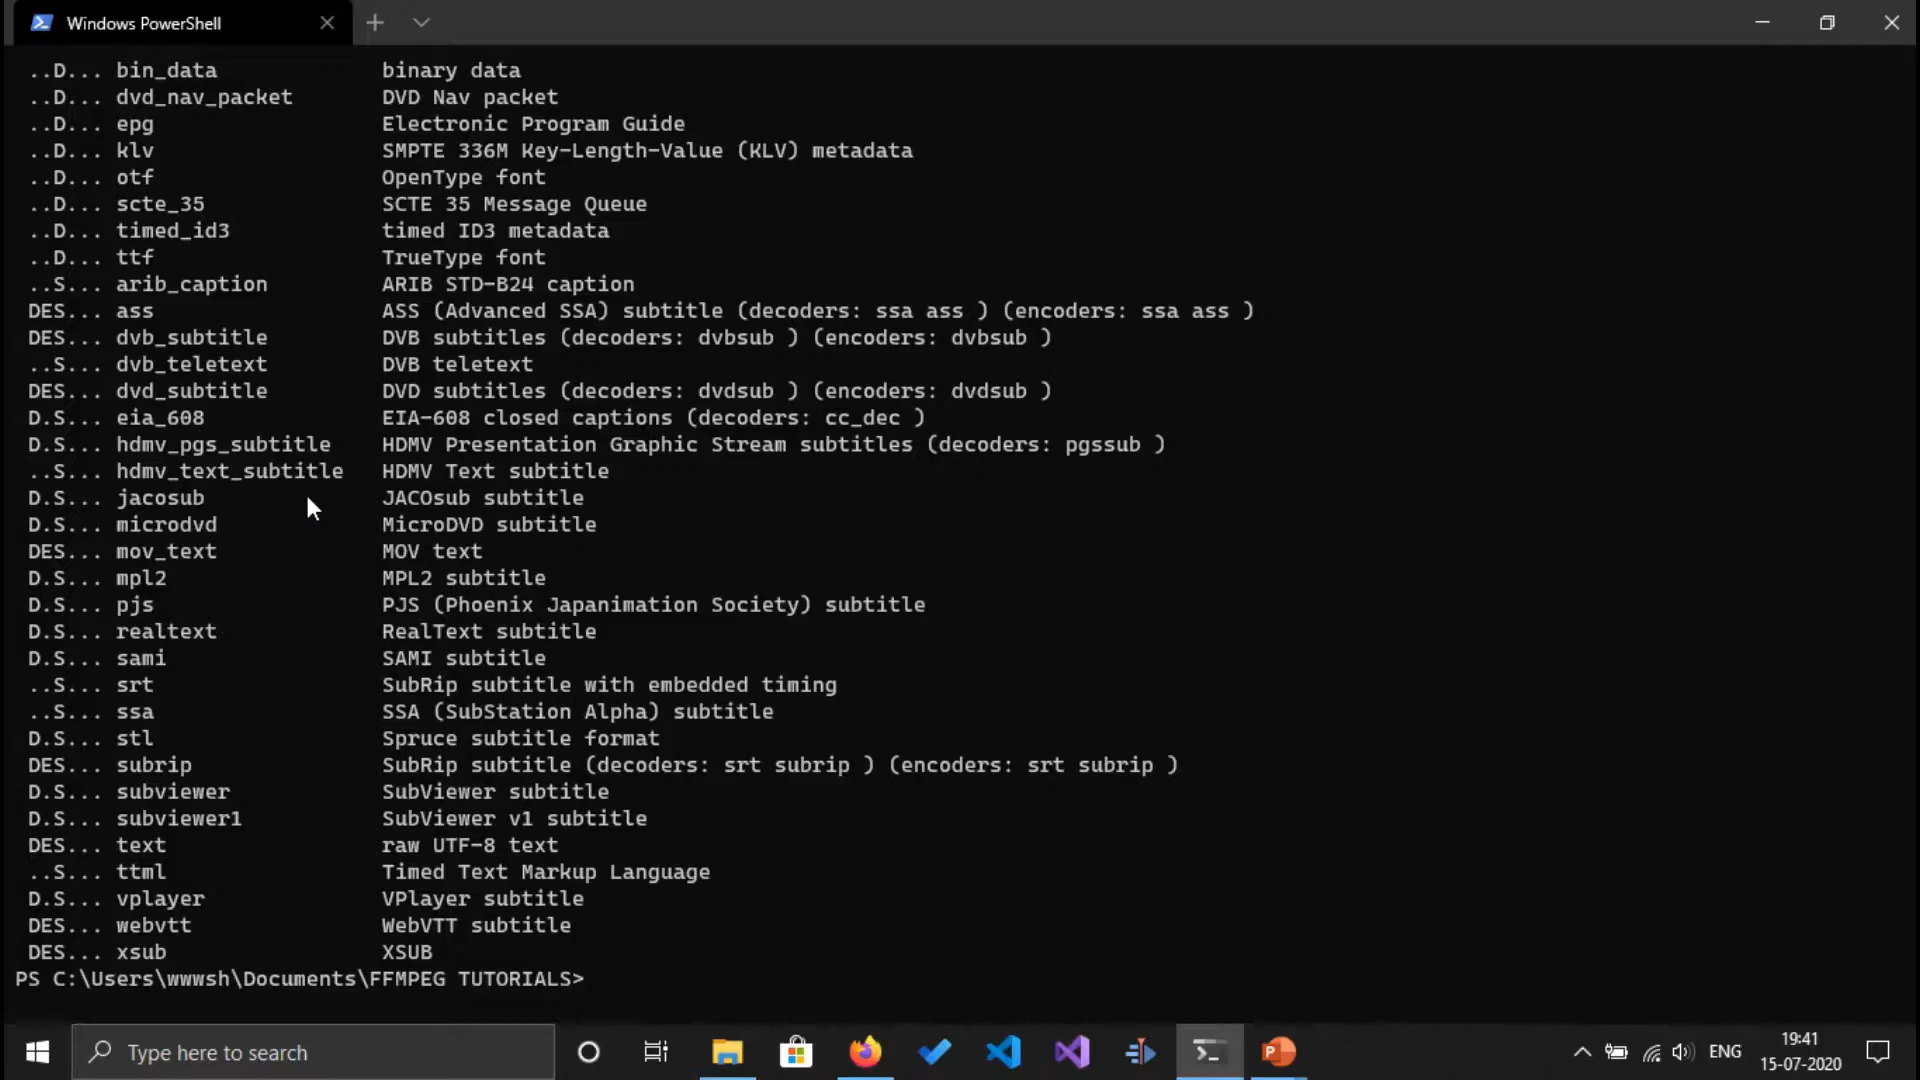 Windows PowerShell
..D... bin_data binary data
..D... dvd_nav_packet DVD Nav packet
..D... epg Electronic Program Guide
..D... klv SMPTE 336M Key-Length-Value (KLV) metadata
..D... otf OpenType font
..D... scte_35 SCTE 35 Message Queue
..D... timed_id3 timed ID3 metadata
..D... ttf TrueType font
..S... arib_caption ARIB STD-B24 caption
DES... ass ASS (Advanced SSA) subtitle (decoders: ssa ass ) (encoders: ssa ass )
DES... dvb_subtitle DVB subtitles (decoders: dvbsub ) (encoders: dvbsub )
..S... dvb_teletext DVB teletext
DES... dvd_subtitle DVD subtitles (decoders: dvdsub ) (encoders: dvdsub )
D.S... eia_608 EIA-608 closed captions (decoders: cc_dec )
D.S... hdmv_pgs_subtitle HDMV Presentation Graphic Stream subtitles (decoders: pgssub )
..S... hdmv_text_subtitle HDMV Text subtitle
D.S... jacosub JACOsub subtitle
D.S... microdvd MicroDVD subtitle
DES... mov_text MOV text
D.S... mpl2 MPL2 subtitle
D.S... pjs PJS (Phoenix Japanimation Society) subtitle
D.S... realtext RealText subtitle
D.S... sami SAMI subtitle
..S... srt SubRip subtitle with embedded timing
..S... ssa SSA (SubStation Alpha) subtitle
D.S... stl Spruce subtitle format
DES... subrip SubRip subtitle (decoders: srt subrip ) (encoders: srt subrip )
D.S... subviewer SubViewer subtitle
D.S... subviewer1 SubViewer v1 subtitle
DES... text raw UTF-8 text
..S... ttml Timed Text Markup Language
D.S... vplayer VPlayer subtitle
DES... webvtt WebVTT subtitle
DES... xsub XSUB
PS C:\Users\wwwsh\Documents\FFMPEG TUTORIALS>
Type here to search
ENG
19:41
15-07-2020